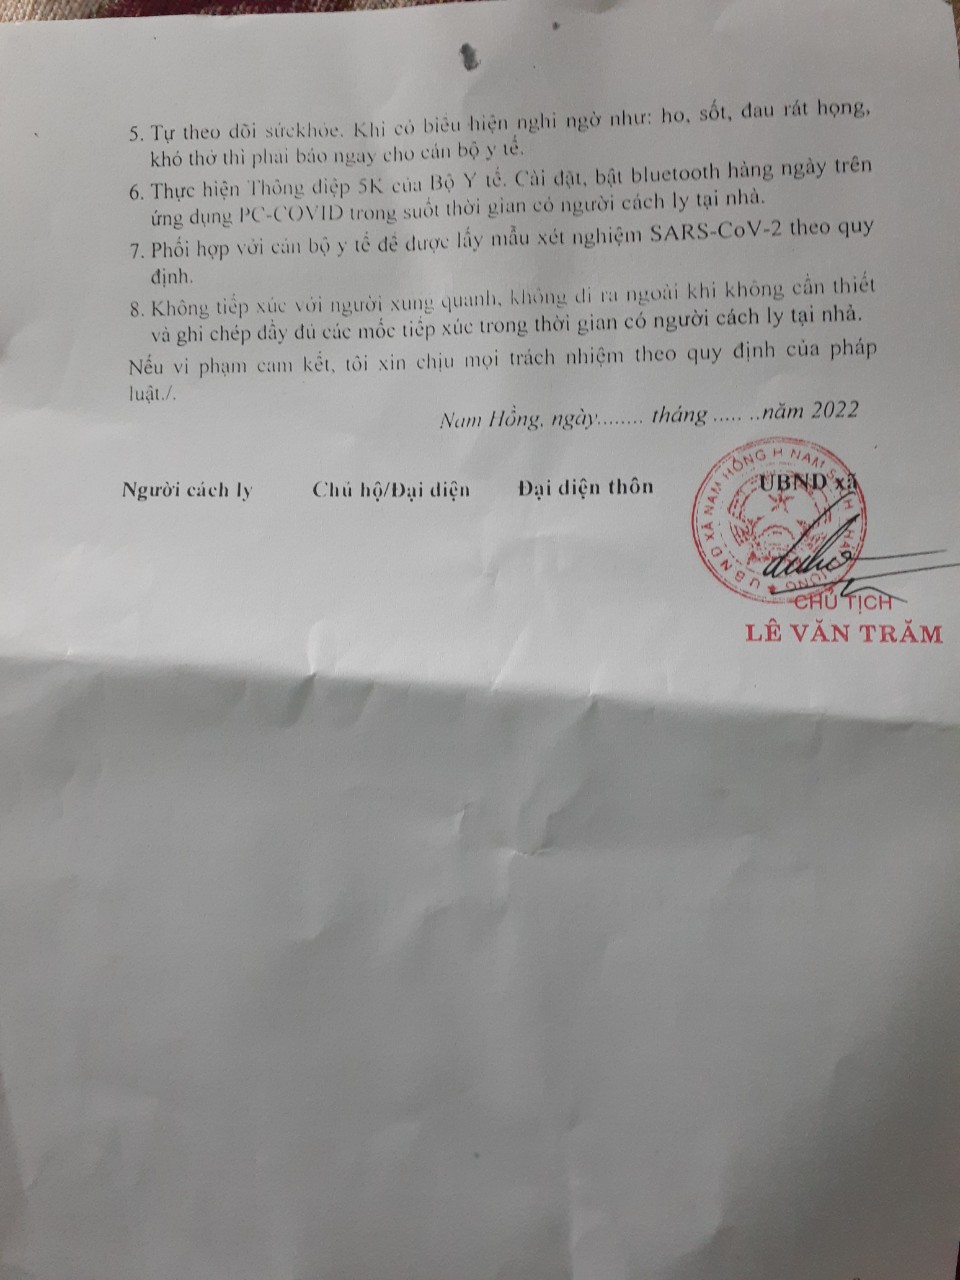 5. Tự theo dõi sứckhỏe. Khi có biểu hiện nghi ngờ như: ho, sốt, đau rát họng,
khó thở thì phải báo ngay cho cán bộ y tế.
6. Thực hiện Thông điệp 5K của Bộ Y tế. Cài đặt, bật bluetooth hàng ngày trên
ứng dụng PC-COVID trong suốt thời gian có người cách ly tại nhà.
7. Phối hợp với cán bộ y tế để được lấy mẫu xét nghiệm SARS-CoV-2 theo quy
định.
8. Không tiếp xúc với người xung quanh, không đi ra ngoài khi không cần thiết
và ghi chép đầy đủ các mốc tiếp xúc trong thời gian có người cách ly tại nhà.
Nếu vi phạm cam kết, tôi xin chịu mọi trách nhiệm theo quy định của pháp
luật./.
Nam Hồng, ngày........ tháng ..... ..năm 2022
Người cách ly Chủ hộ/Đại diện Đại diện thôn UBND xã
UBND XÃ NAM HỒNG H NAM
CHỦ TỊCH
LÊ VĂN TRĂM